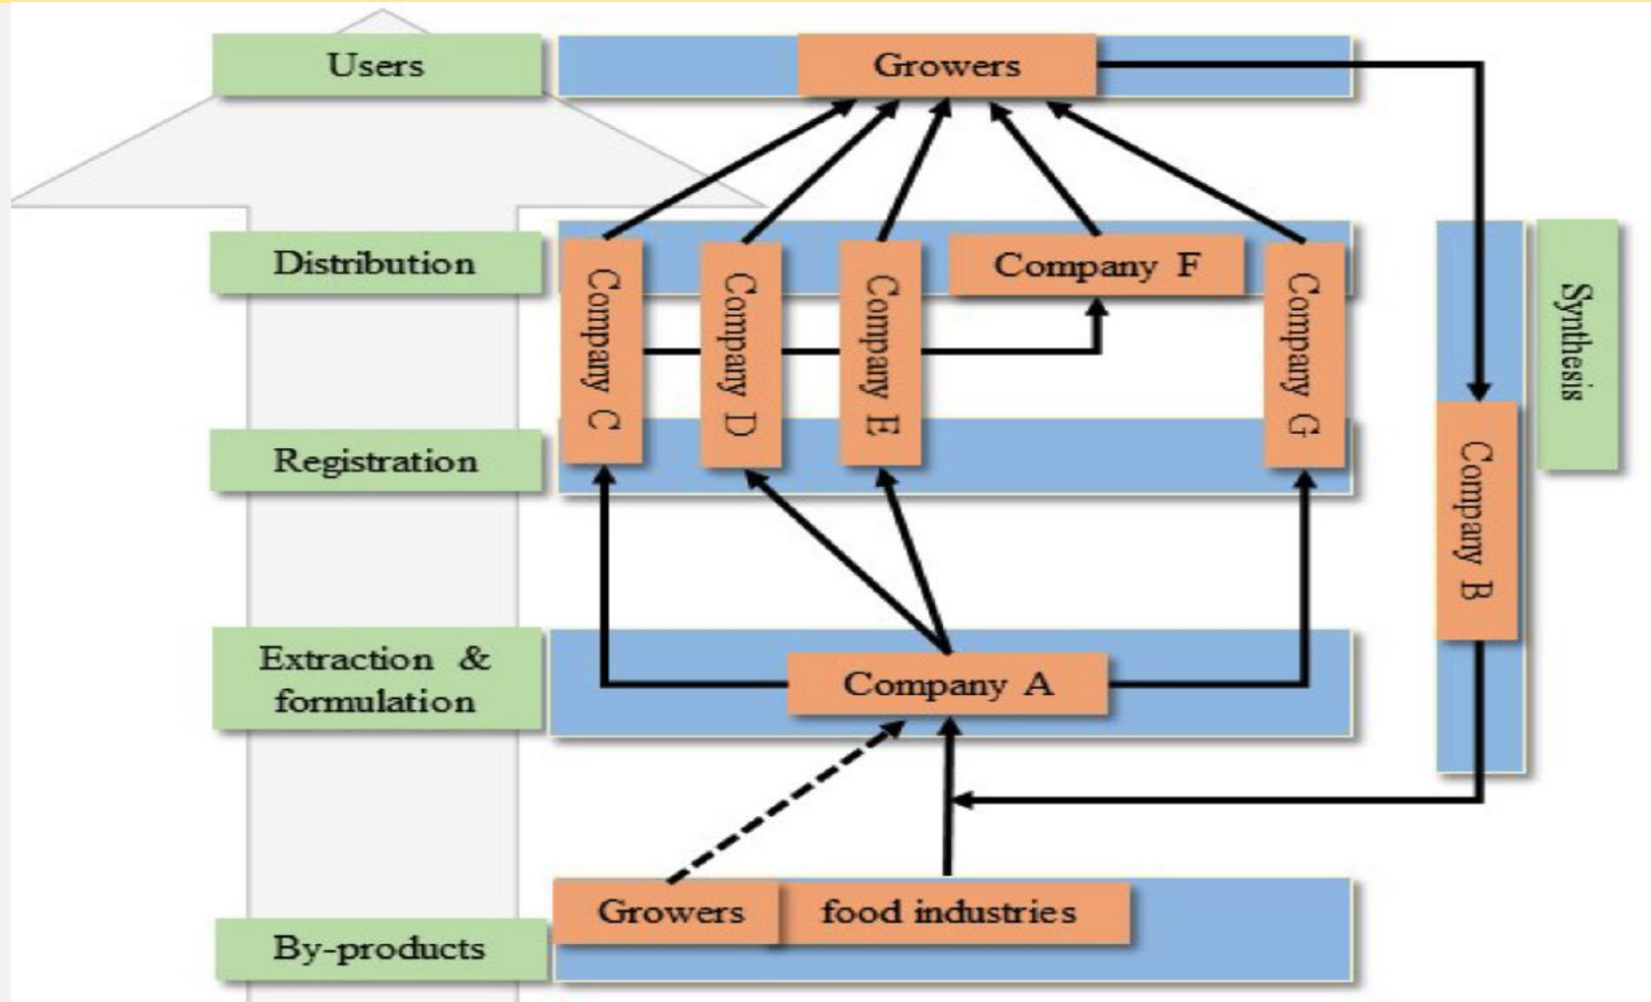 Users
Growers
Distribution
Company C
Company D
Company E
Company F
Company G
Synthesis
Registration
Company B
Extraction &
formulation
Company A
Growers
food industries
By-products